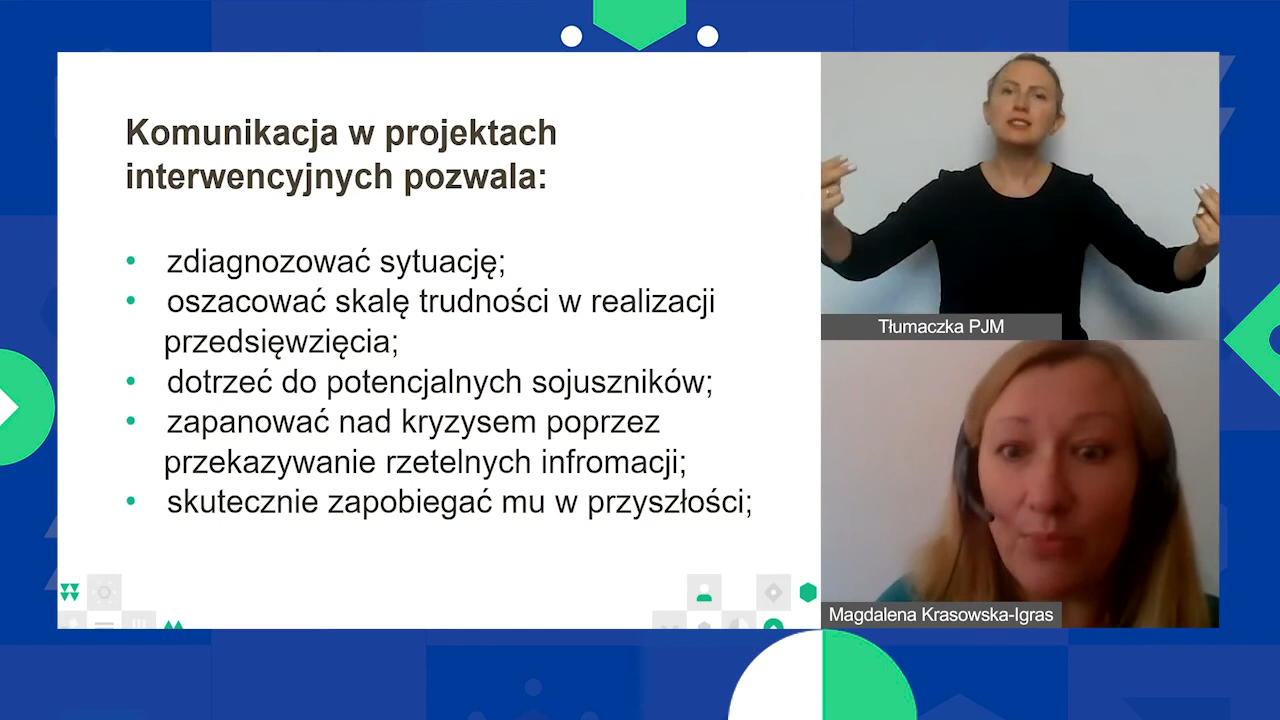 Komunikacja w projektach
interwencyjnych pozwala:
• zdiagnozować sytuację;
• oszacować skalę trudności w realizacji
przedsięwzięcia;
• dotrzeć do potencjalnych sojuszników;
• zapanować nad kryzysem poprzez
przekazywanie rzetelnych infromacji;
• skutecznie zapobiegać mu w przyszłości;
Tłumaczka PJM
Magdalena Krasowska-Igras